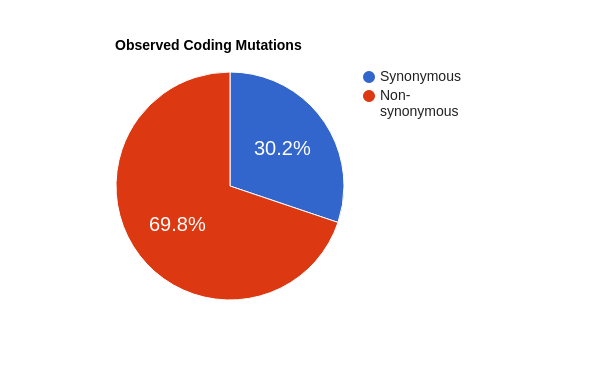 Observed Coding Mutations
Synonymous
Non-
synonymous
30.2%
69.8%